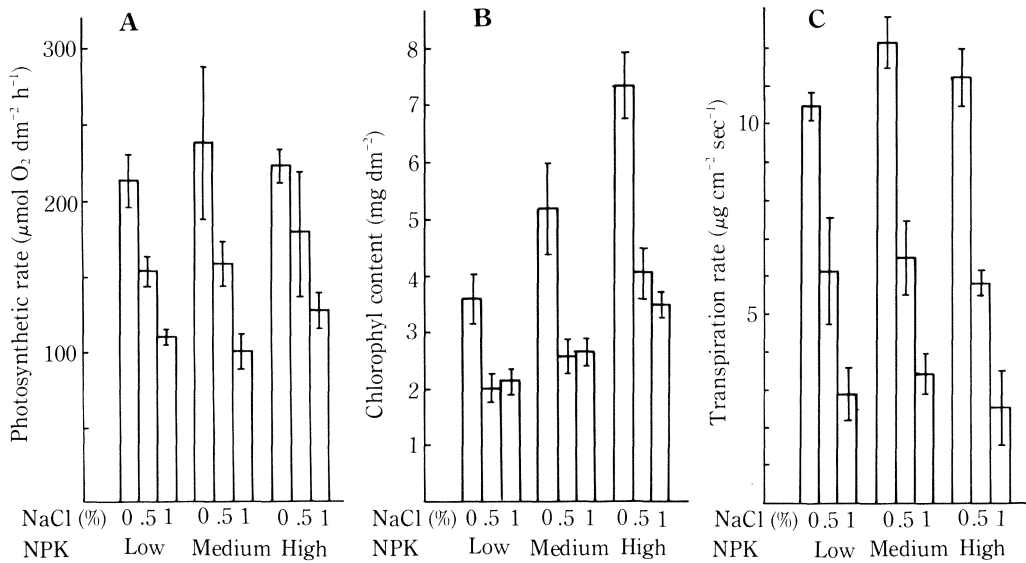 A
Photosynthetic rate (μmol O₂ dm⁻² h⁻¹)
300
200
100
NaCl (%) 0 .5 1 0 .5 1 0 .5 1
NPK Low Medium High
B
Chlorophyl content (mg dm⁻²)
8
7
6
5
4
3
2
1
NaCl (%) 0 .5 1 0 .5 1 0 .5 1
NPK Low Medium High
C
Transpiration rate (μg cm⁻² sec⁻¹)
10
5
NaCl (%) 0 .5 1 0 .5 1 0 .5 1
NPK Low Medium High